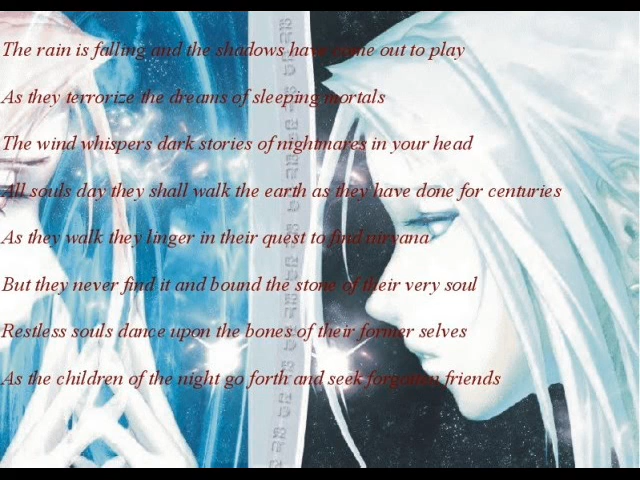 The rain is falling and the shadows have come out to play
As they terrorize the dreams of sleeping mortals
The wind whispers dark stories of nightmares in your head
All souls day they shall walk the earth as they have done for centuries
As they walk they linger in their quest to find nirvana
But they never find it and bound the stone of their very soul
Restless souls dance upon the bones of their former selves
As the children of the night go forth and seek forgotten friends